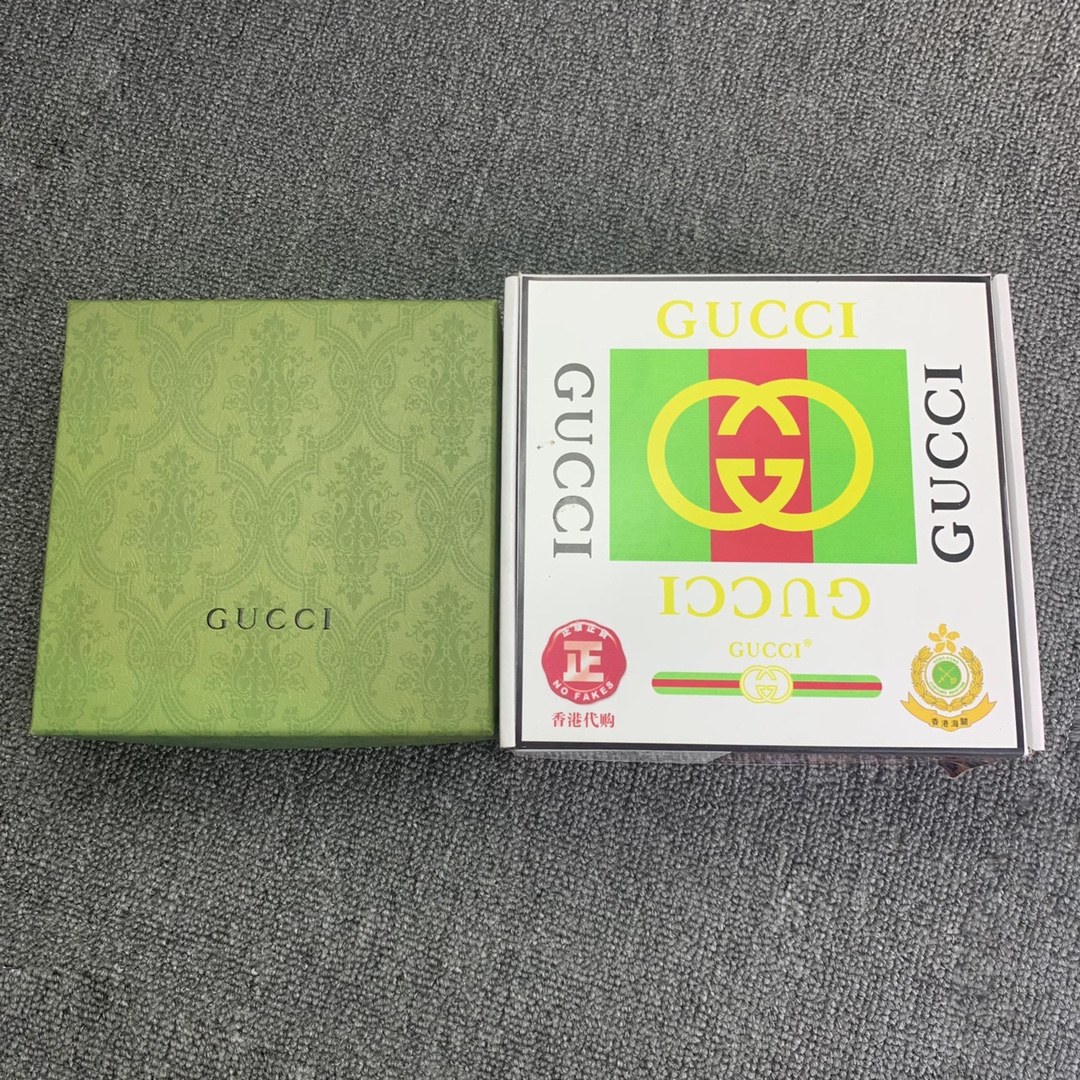 GUCCI
GUCCI
GUCCI
GUCCI
GUCCI
GUCCI®
正
NO FAKES
香港代购
香港海關